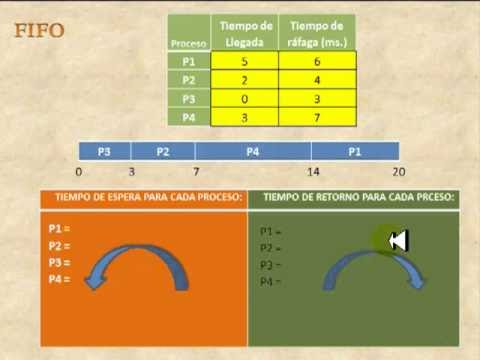 FIFO
Proceso Tiempo de Llegada Tiempo de ráfaga (ms.)
P1 5 6
P2 2 4
P3 0 3
P4 3 7
P3 P2 P4 P1
0 3 7 14 20
TIEMPO DE ESPERA PARA CADA PROCESO:
P1 =
P2 =
P3 =
P4 =
TIEMPO DE RETORNO PARA CADA PRCESO:
P1 =
P2 =
P3 =
P4 =